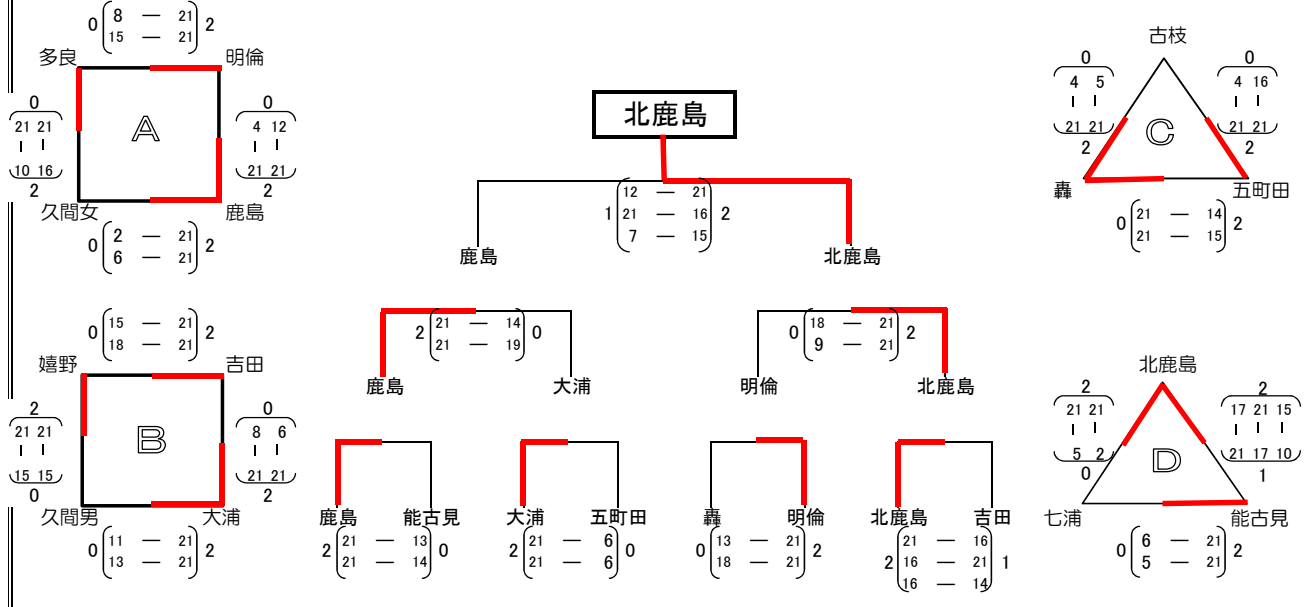 0 8 — 21 2
15 — 21
多良 明倫
0
21 21
10 16
2
A
0
4 12
21 21
2
久間女 鹿島
0 2 — 21 2
6 — 21
北鹿島
12 — 21
1 21 — 16 2
7 — 15
鹿島 北鹿島
古枝
0
4 5
21 21
2
C
0
4 16
21 21
2
轟 五町田
0 21 — 14 2
21 — 15
0 15 — 21 2
18 — 21
嬉野 吉田
2
21 21
15 15
0
B
0
8 6
21 21
2
久間男 大浦
0 11 — 21 2
13 — 21
2 21 — 14 0
21 — 19
鹿島 大浦
0 18 — 21 2
9 — 21
明倫 北鹿島
鹿島 能古見
2 21 — 13 0
21 — 14
大浦 五町田
2 21 — 6 0
21 — 6
轟 明倫
0 13 — 21 2
18 — 21
北鹿島 吉田
21 — 16
2 16 — 21 1
16 — 14
北鹿島
2
21 21
5 2
0
D
2
17 21 15
21 17 10
1
七浦 能古見
0 6 — 21 2
5 — 21